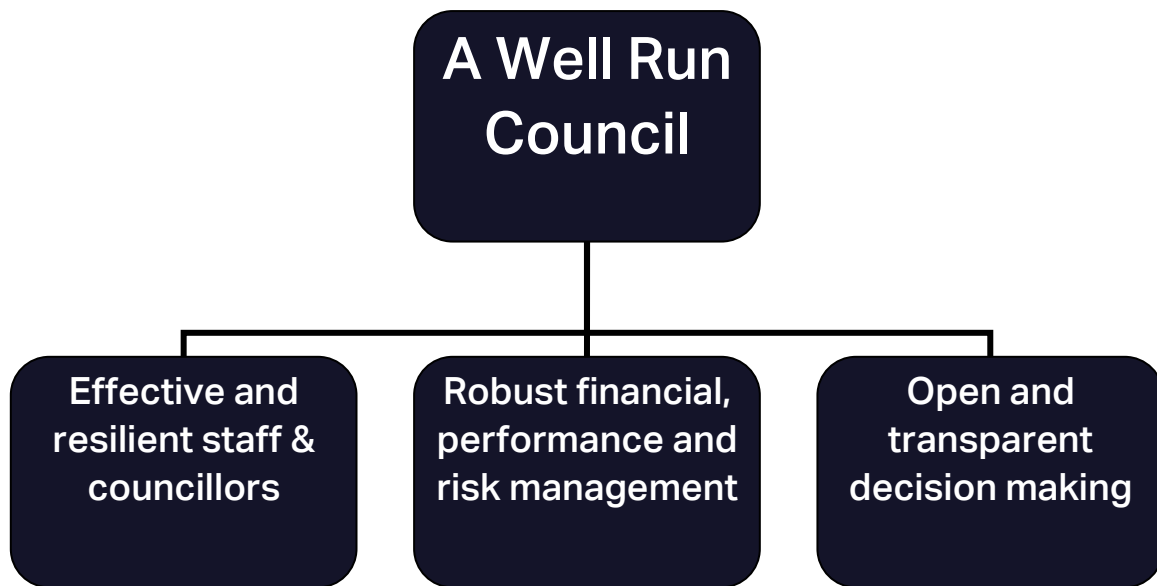 A Well Run
Council
Effective and
resilient staff &
councillors
Robust financial,
performance and
risk management
Open and
transparent
decision making